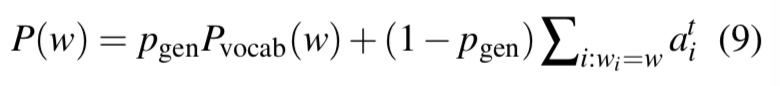 P(w) = p_gen P_vocab(w) + (1 − p_gen) ∑_{i:w_i=w} a_i^t (9)